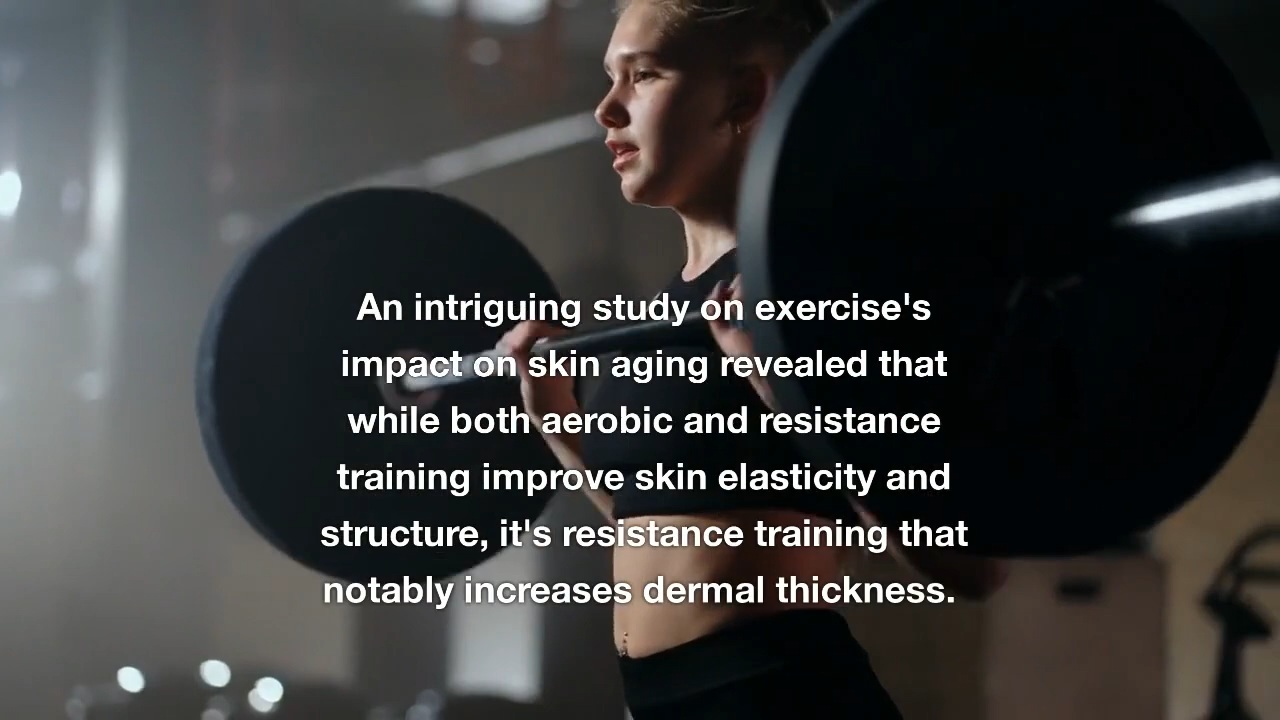 An intriguing study on exercise's
impact on skin aging revealed that
while both aerobic and resistance
training improve skin elasticity and
structure, it's resistance training that
notably increases dermal thickness.